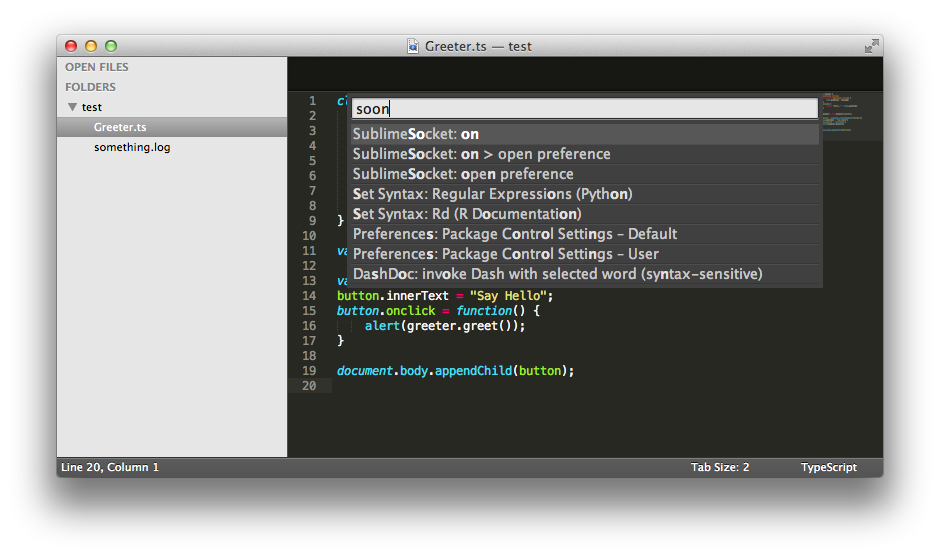 Greeter.ts — test
OPEN FILES
FOLDERS
test
Greeter.ts
something.log
soon
SublimeSocket: on
SublimeSocket: on > open preference
SublimeSocket: open preference
Set Syntax: Regular Expressions (Python)
Set Syntax: Rd (R Documentation)
Preferences: Package Control Settings – Default
Preferences: Package Control Settings – User
DashDoc: invoke Dash with selected word (syntax-sensitive)
1 cl
2
3
4
5
6
7
8
9 }
10
11 va
12
13 va
14 button.innerText = "Say Hello";
15 button.onclick = function() {
16 alert(greeter.greet());
17 }
18
19 document.body.appendChild(button);
20
Line 20, Column 1
Tab Size: 2
TypeScript